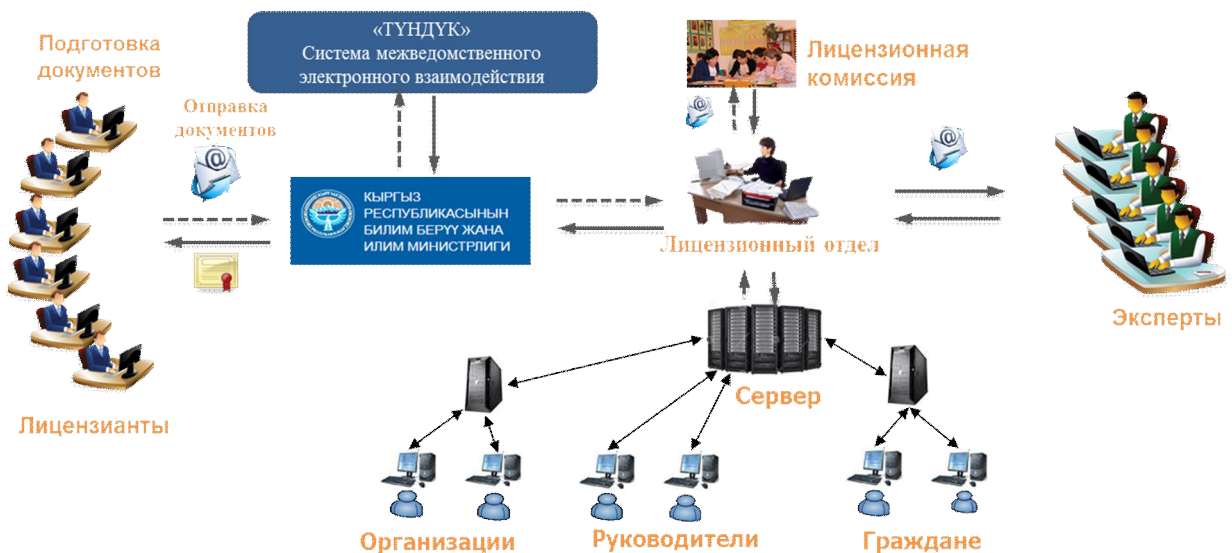 «ТҮНДҮК»
Система межведомственного
электронного взаимодействия
Подготовка
документов
Отправка
документов
Лицензионная
комиссия
КЫРГЫЗ
РЕСПУБЛИКАСЫНЫН
БИЛИМ БЕРҮҮ ЖАНА
ИЛИМ МИНИСТРЛИГИ
Лицензионный отдел
Эксперты
Сервер
Лицензианты
Организации
Руководители
Граждане